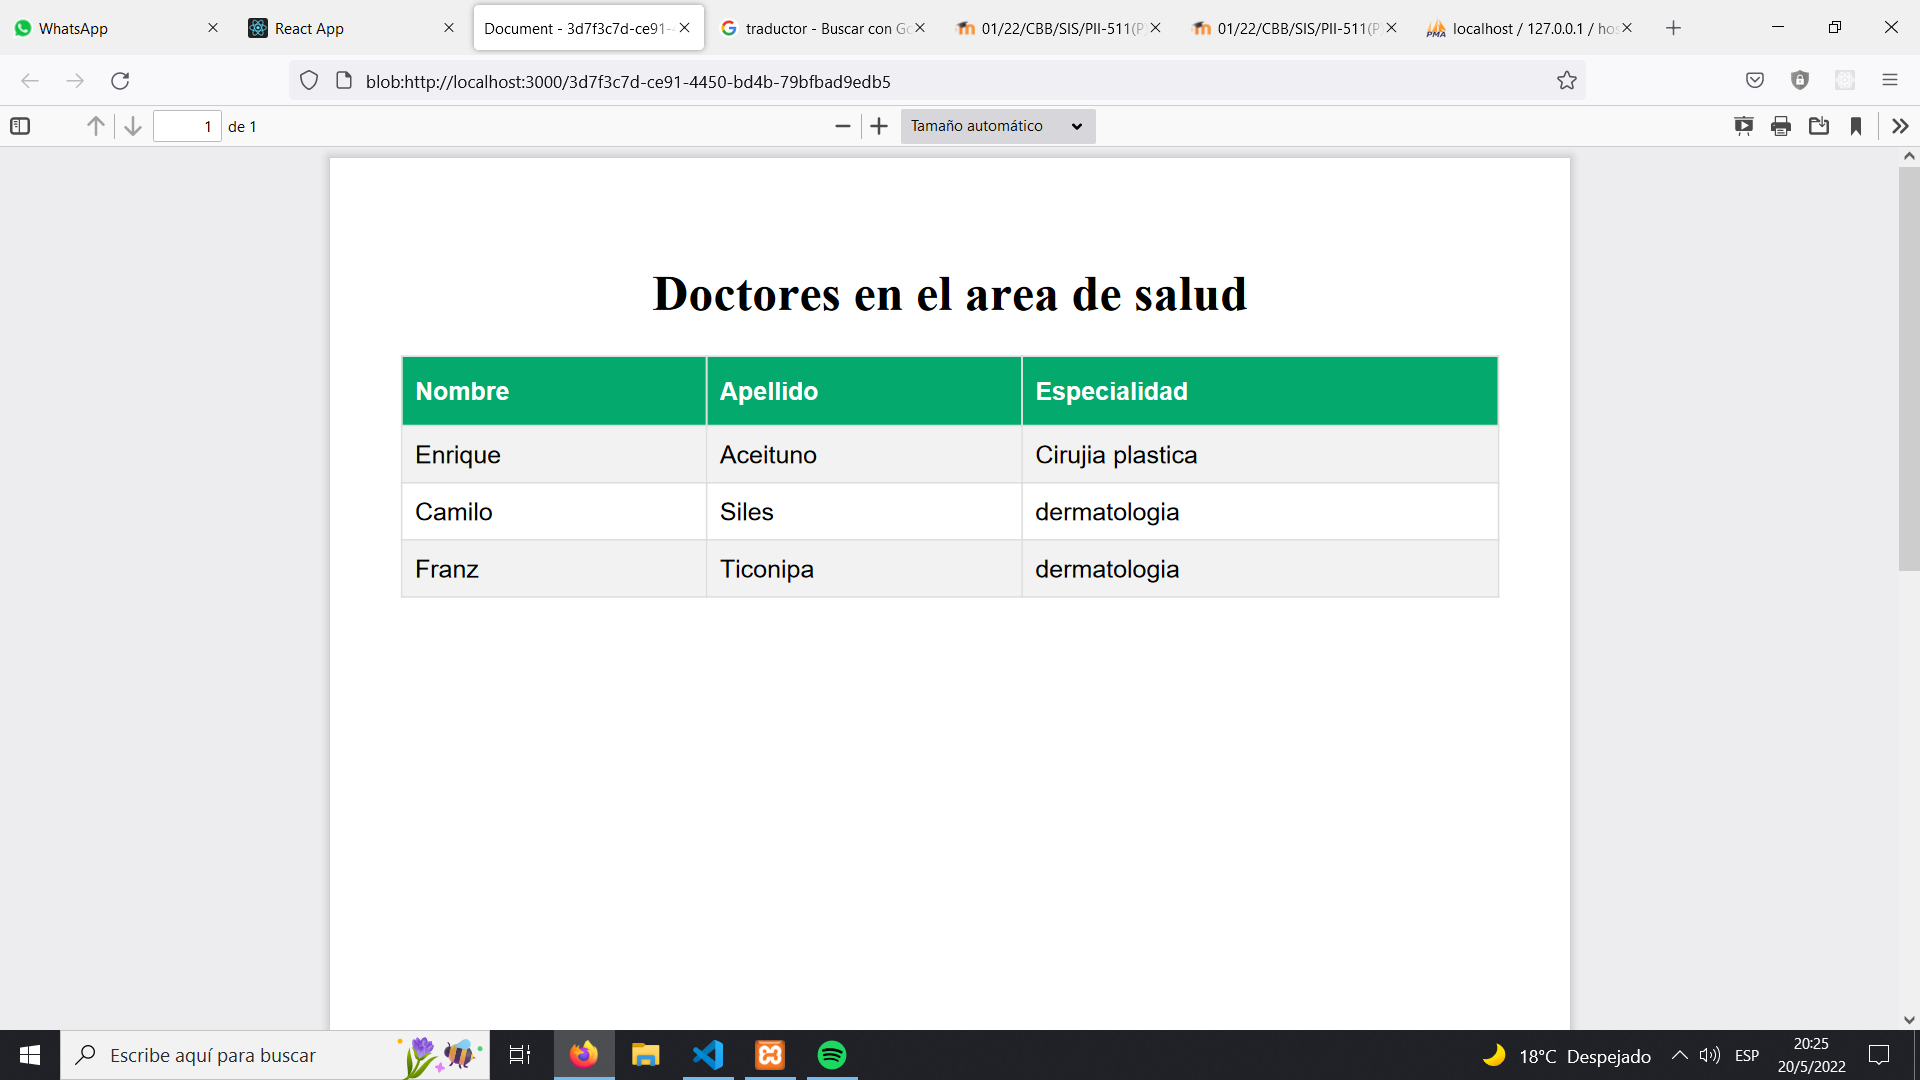 WhatsApp
React App
Document - 3d7f3c7d-ce91-
traductor - Buscar con Go
01/22/CBB/SIS/PII-511(P
01/22/CBB/SIS/PII-511(P
localhost / 127.0.0.1 / hos
blob:http://localhost:3000/3d7f3c7d-ce91-4450-bd4b-79bfbad9edb5
1 de 1
Tamaño automático
Doctores en el area de salud
Nombre Apellido Especialidad
Enrique Aceituno Cirujia plastica
Camilo Siles dermatologia
Franz Ticonipa dermatologia
Escribe aquí para buscar
18°C Despejado
ESP
20:25
20/5/2022